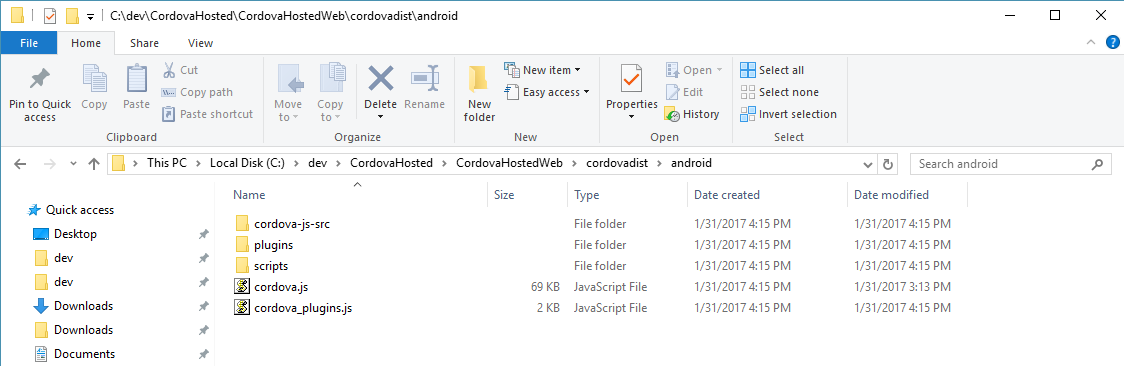 C:\dev\CordovaHosted\CordovaHostedWeb\cordovadist\android
File Home Share View
Pin to Quick access
Copy
Paste
Cut
Copy path
Paste shortcut
Clipboard
Move to
Copy to
Delete
Rename
Organize
New folder
New item
Easy access
New
Properties
Open
Edit
History
Open
Select all
Select none
Invert selection
Select
This PC > Local Disk (C:) > dev > CordovaHosted > CordovaHostedWeb > cordovadist > android
Search android
Quick access
Desktop
dev
dev
Downloads
Downloads
Documents
Name Size Type Date created Date modified
cordova-js-src File folder 1/31/2017 4:15 PM 1/31/2017 4:15 PM
plugins File folder 1/31/2017 4:15 PM 1/31/2017 4:15 PM
scripts File folder 1/31/2017 4:15 PM 1/31/2017 4:15 PM
cordova.js 69 KB JavaScript File 1/31/2017 4:15 PM 1/31/2017 3:13 PM
cordova_plugins.js 2 KB JavaScript File 1/31/2017 4:15 PM 1/31/2017 4:15 PM